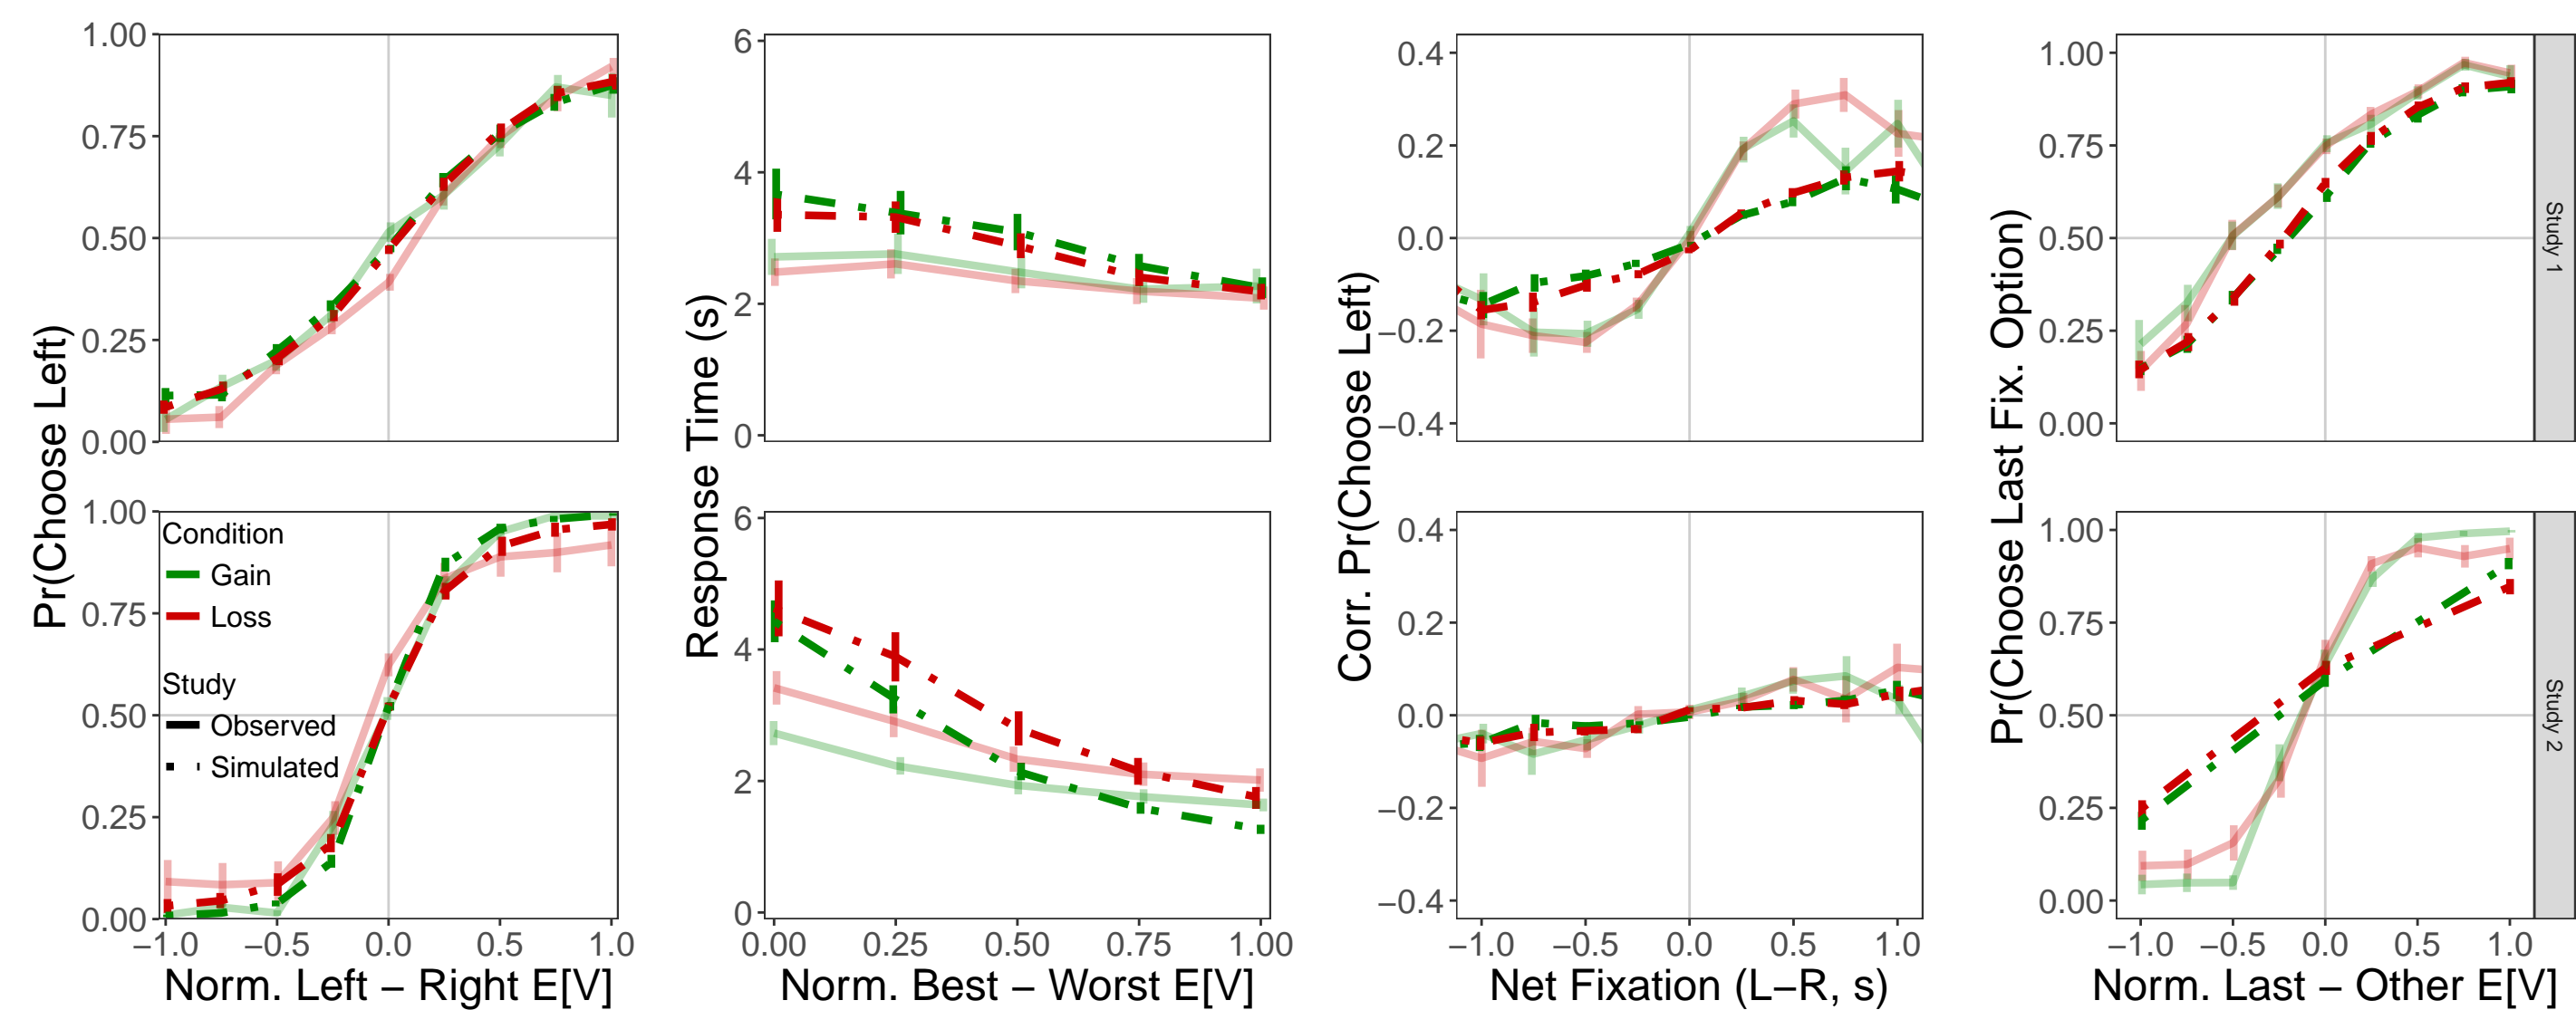 Pr(Choose Left)
1.00
0.75
0.50
0.25
0.00
1.00
0.75
0.50
0.25
0.00
Condition
Gain
Loss
Study
Observed
Simulated
−1.0 −0.5 0.0 0.5 1.0
Norm. Left − Right E[V]
Response Time (s)
6
4
2
0
6
4
2
0
0.00 0.25 0.50 0.75 1.00
Norm. Best − Worst E[V]
Corr. Pr(Choose Left)
0.4
0.2
0.0
−0.2
−0.4
0.4
0.2
0.0
−0.2
−0.4
−1.0 −0.5 0.0 0.5 1.0
Net Fixation (L−R, s)
Pr(Choose Last Fix. Option)
1.00
0.75
0.50
0.25
0.00
1.00
0.75
0.50
0.25
0.00
−1.0 −0.5 0.0 0.5 1.0
Norm. Last − Other E[V]
Study 1
Study 2